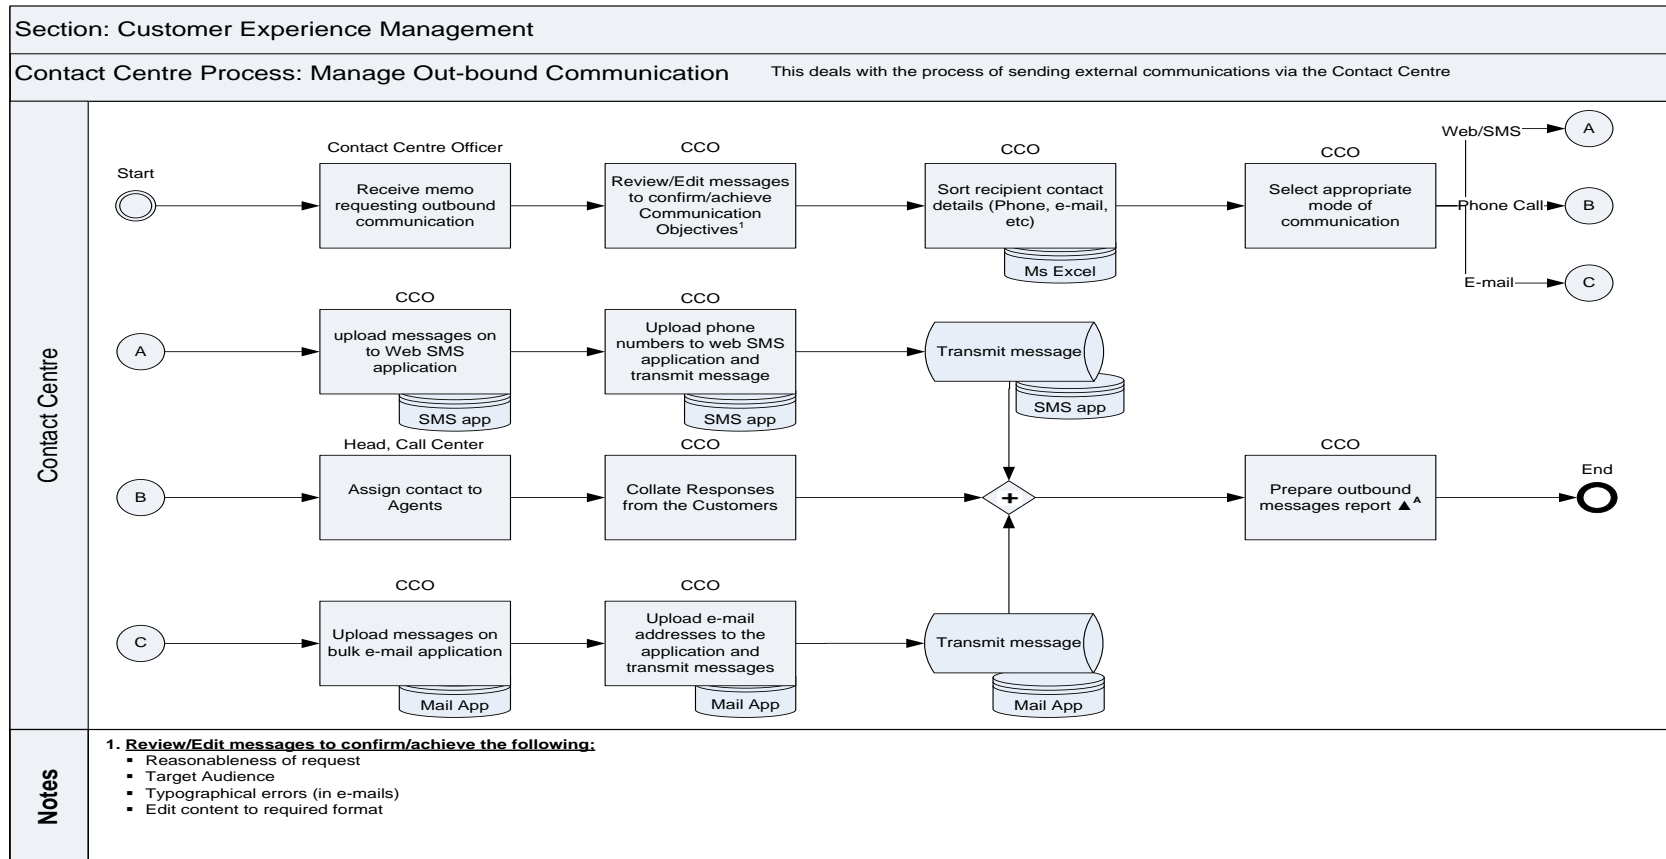 Section: Customer Experience Management
Contact Centre Process: Manage Out-bound Communication
This deals with the process of sending external communications via the Contact Centre
Contact Centre
Start
Contact Centre Officer
Receive memo
requesting outbound
communication
CCO
Review/Edit messages
to confirm/achieve
Communication
Objectives1
CCO
Sort recipient contact
details (Phone, e-mail,
etc)
Ms Excel
CCO
Select appropriate
mode of
communication
Web/SMS
A
Phone Call
B
E-mail
C
A
CCO
upload messages on
to Web SMS
application
SMS app
CCO
Upload phone
numbers to web SMS
application and
transmit message
SMS app
Transmit message
SMS app
B
Head, Call Center
Assign contact to
Agents
CCO
Collate Responses
from the Customers
+
CCO
Prepare outbound
messages report ▲A
End
C
CCO
Upload messages on
bulk e-mail application
Mail App
CCO
Upload e-mail
addresses to the
application and
transmit messages
Mail App
Transmit message
Mail App
Notes
1. Review/Edit messages to confirm/achieve the following:
▪ Reasonableness of request
▪ Target Audience
▪ Typographical errors (in e-mails)
▪ Edit content to required format